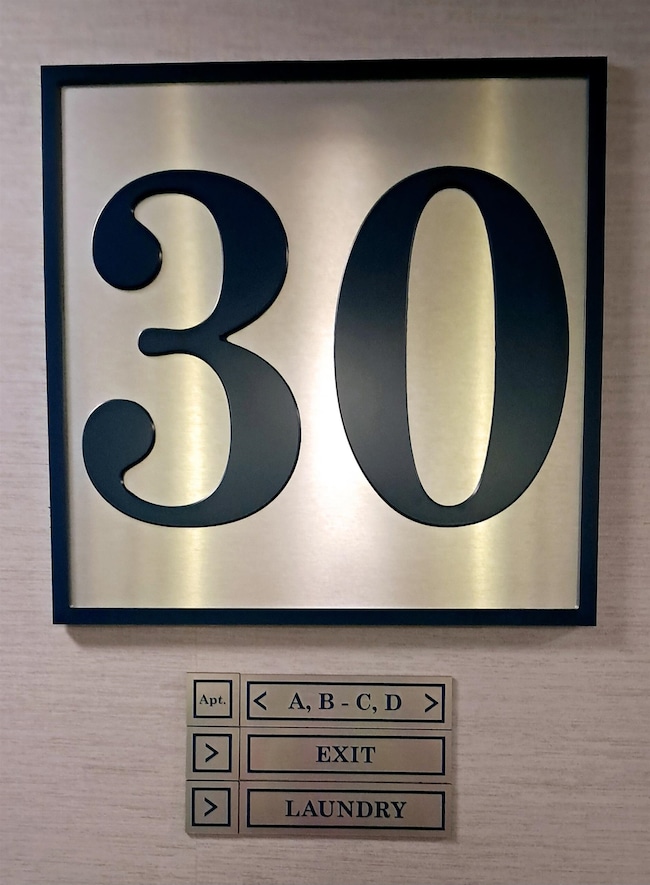 30
Apt. < A, B - C, D >
> EXIT
> LAUNDRY